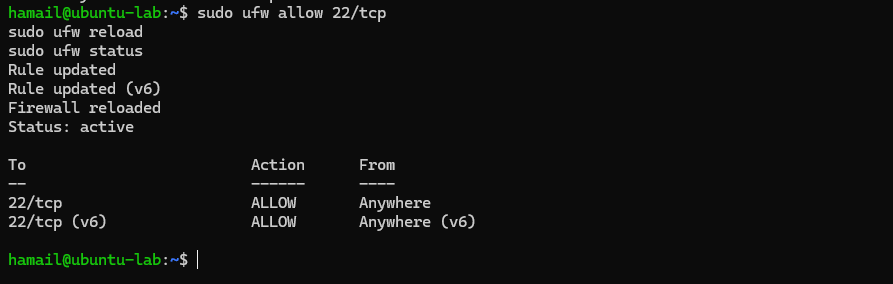 hamail@ubuntu-lab:~$ sudo ufw allow 22/tcp
sudo ufw reload
sudo ufw status
Rule updated
Rule updated (v6)
Firewall reloaded
Status: active
To                         Action      From
--                         ------      ----
22/tcp                     ALLOW       Anywhere
22/tcp (v6)                ALLOW       Anywhere (v6)
hamail@ubuntu-lab:~$